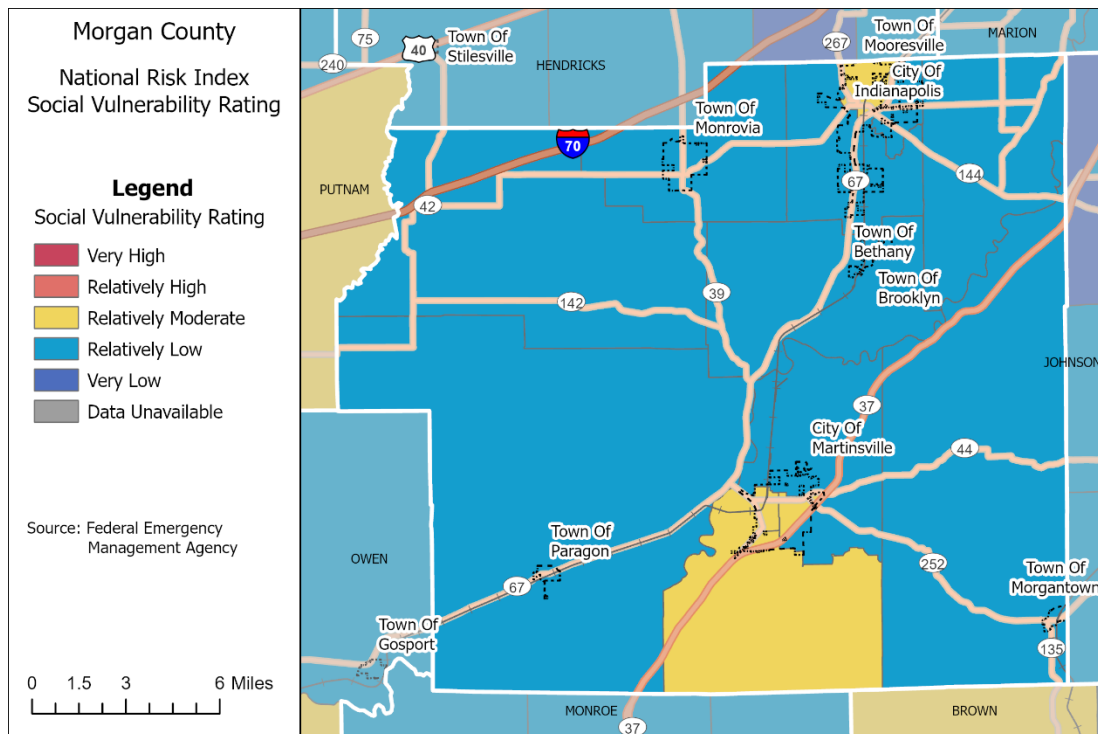 Morgan County
National Risk Index
Social Vulnerability Rating
Legend
Social Vulnerability Rating
Very High
Relatively High
Relatively Moderate
Relatively Low
Very Low
Data Unavailable
Source: Federal Emergency
Management Agency
0 1.5 3 6 Miles
75
40
240
Town Of
Stilesville
HENDRICKS
267
Town Of
Mooresville
MARION
City Of
Indianapolis
Town Of
Monrovia
70
PUTNAM
42
67
144
Town Of
Bethany
Town Of
Brooklyn
142
39
JOHNSON
37
City Of
Martinsville
44
OWEN
Town Of
Paragon
67
252
Town Of
Morgantown
Town Of
Gosport
135
MONROE
37
BROWN